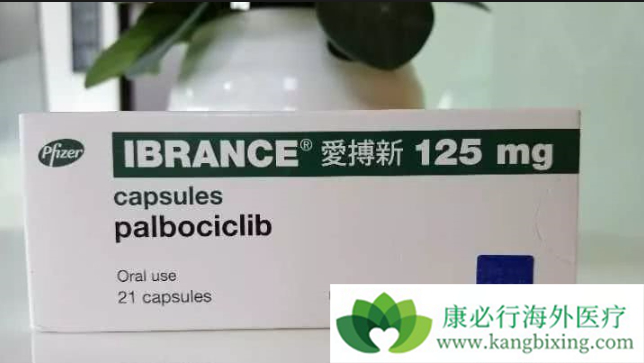 Pfizer
IBRANCE® 愛搏新 125 mg
capsules
palbociclib
Oral use
21 capsules
康必行海外医疗
www.kangbixing.com